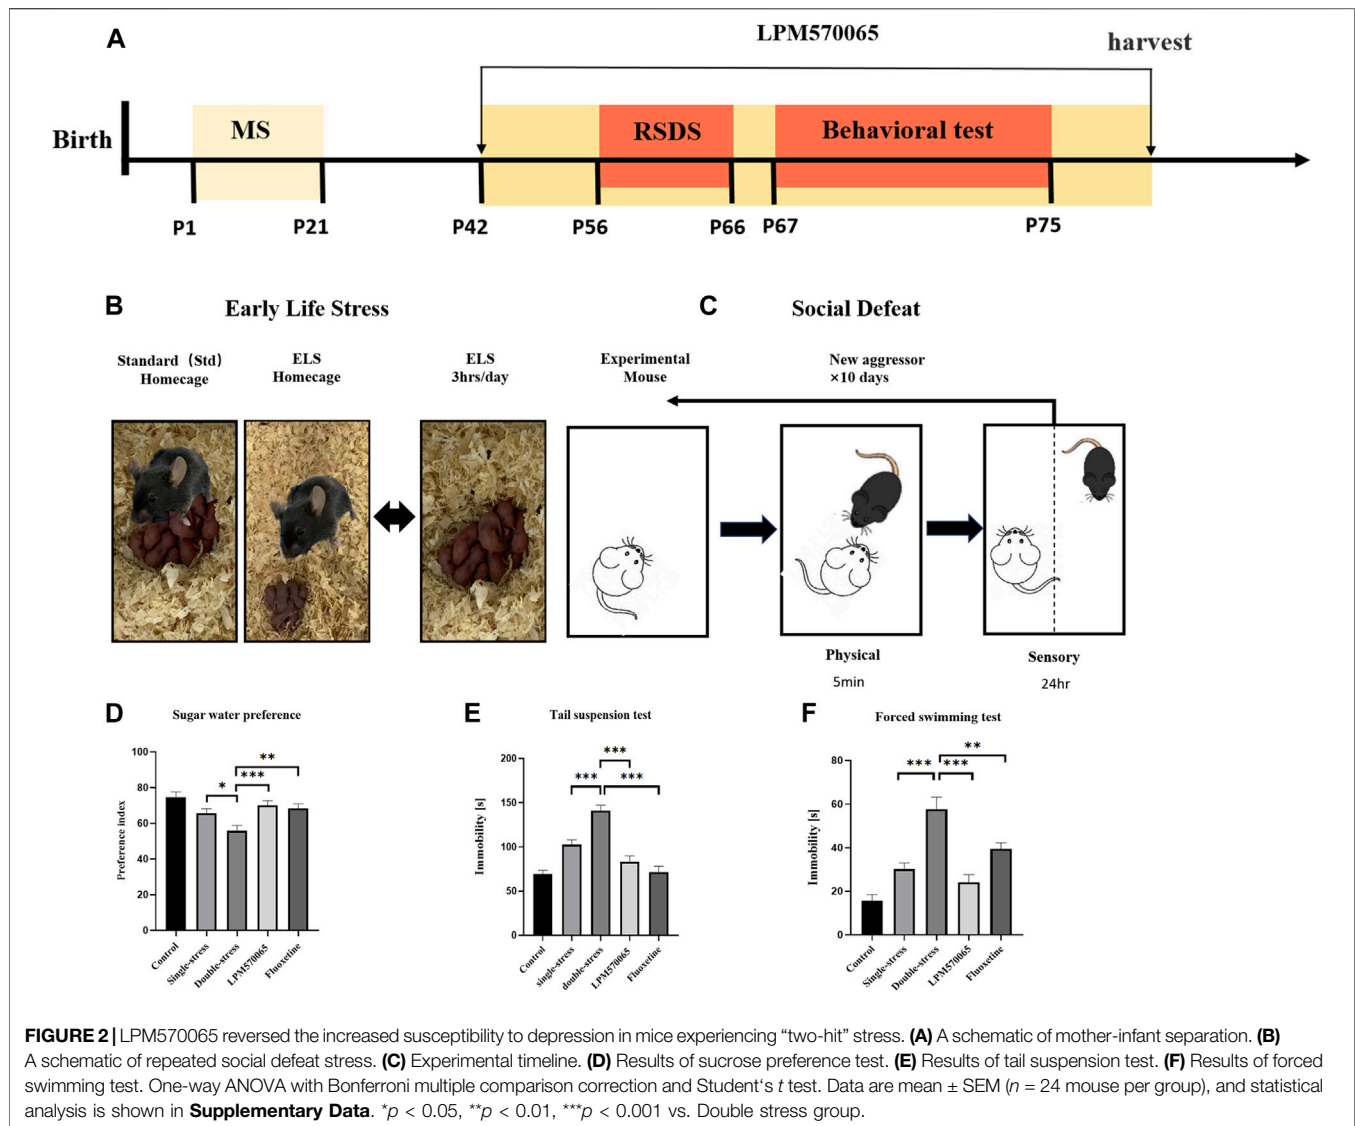 A
LPM570065
harvest
Birth
MS
RSDS
Behavioral test
P1
P21
P42
P56
P66
P67
P75
B
Early Life Stress
C
Social Defeat
Standard (Std)
Homecage
ELS
Homecage
ELS
3hrs/day
Experimental
Mouse
New aggressor
×10 days
Physical
5min
Sensory
24hr
D
Sugar water preference
Preference index
100
80
60
40
20
0
*
***
**
Control
Single-stress
Double-stress
LPM570065
Fluoxetine
E
Tail suspension test
Immobility [s]
200
150
100
50
0
***
***
***
Control
single-stress
double-stress
LPM570065
Fluoxetine
F
Forced swimming test
Immobility [s]
80
60
40
20
0
***
***
**
Control
Single-stress
Double-stress
LPM570065
Fluoxetine
FIGURE 2 | LPM570065 reversed the increased susceptibility to depression in mice experiencing “two-hit” stress. (A) A schematic of mother-infant separation. (B)
A schematic of repeated social defeat stress. (C) Experimental timeline. (D) Results of sucrose preference test. (E) Results of tail suspension test. (F) Results of forced
swimming test. One-way ANOVA with Bonferroni multiple comparison correction and Student‘s t test. Data are mean ± SEM (n = 24 mouse per group), and statistical
analysis is shown in Supplementary Data. *p < 0.05, **p < 0.01, ***p < 0.001 vs. Double stress group.